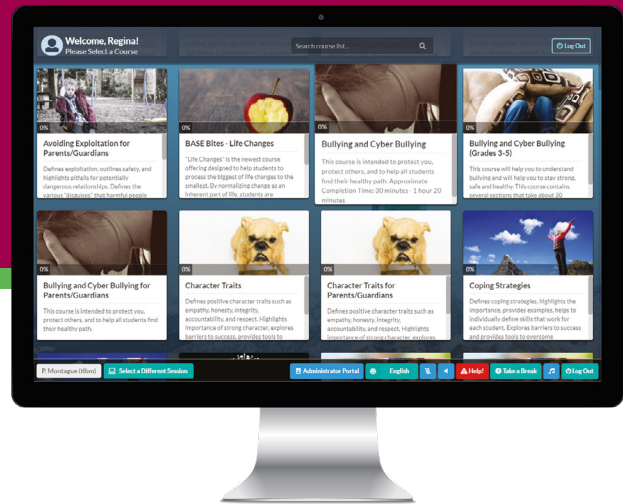 Welcome, Regina!
Please Select a Course
Search course list...
Log Out
0%
Avoiding Exploitation for
Parents/Guardians
Defines exploitation, outlines safety, and
highlights pitfalls for potentially
dangerous relationships. Defines the
various "disguises" that harmful people
0%
BASE Bites - Life Changes
"Life Changes" is the newest course
offering designed to help students to
process the biggest of life changes to the
smallest. By normalizing change as an
inherent part of life, students are
0%
Bullying and Cyber Bullying
This course is intended to protect you,
protect others, and to help all students
find their healthy path. Approximate
Completion Time: 30 minutes - 1 hour 20
minutes
0%
Bullying and Cyber Bullying
(Grades 3-5)
This course will help you to understand
bullying and will help you to stay strong,
safe and healthy. This course contains
several sections that take about 30
0%
Bullying and Cyber Bullying for
Parents/Guardians
This course is intended to protect you,
protect others, and to help all students find
their healthy path.
0%
Character Traits
Defines positive character traits such as
empathy, honesty, integrity,
accountability, and respect. Highlights
importance of strong character, explores
barriers to success, provides tools to
0%
Character Traits for
Parents/Guardians
Defines positive character traits such as
empathy, honesty, integrity,
accountability, and respect. Highlights
importance of strong character, explores
0%
Coping Strategies
Defines coping strategies, highlights the
importance, provides examples, helps to
individually define skills that work for
each student. Explores barriers to success
and provides tools to overcome
P. Montague (tlbm)
Select a Different Session
Administrator Portal
English
Help!
Take a Break
Log Out